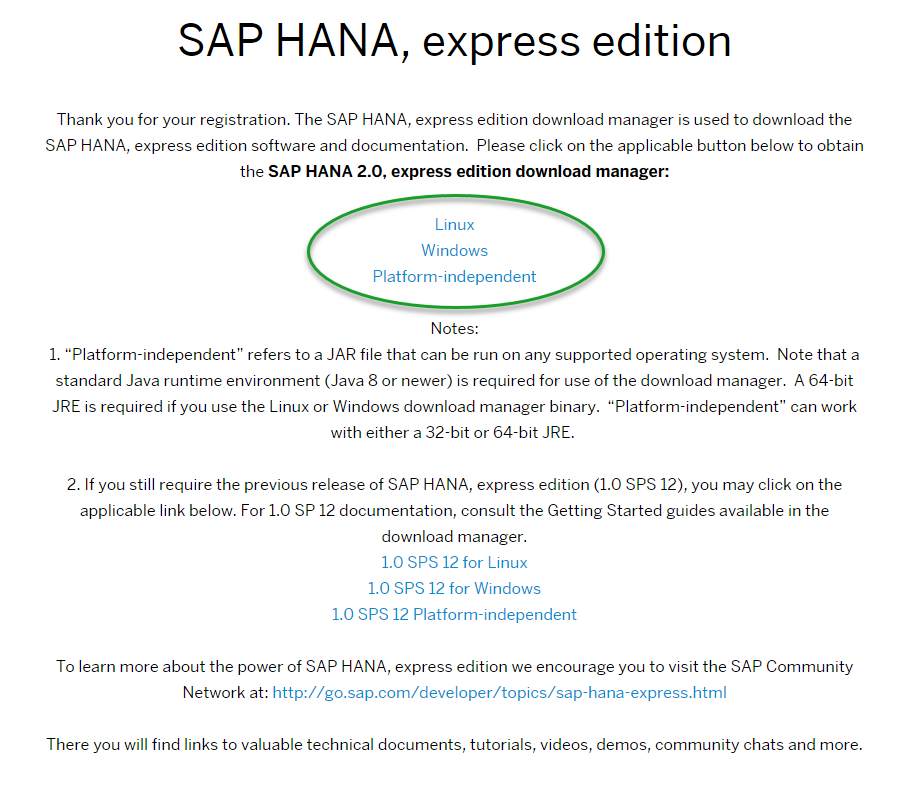 SAP HANA, express edition
Thank you for your registration. The SAP HANA, express edition download manager is used to download the
SAP HANA, express edition software and documentation.  Please click on the applicable button below to obtain
the SAP HANA 2.0, express edition download manager:
Linux
Windows
Platform-independent
Notes:
1. “Platform-independent” refers to a JAR file that can be run on any supported operating system.  Note that a
standard Java runtime environment (Java 8 or newer) is required for use of the download manager.  A 64-bit
JRE is required if you use the Linux or Windows download manager binary.  “Platform-independent” can work
with either a 32-bit or 64-bit JRE.
2. If you still require the previous release of SAP HANA, express edition (1.0 SPS 12), you may click on the
applicable link below. For 1.0 SP 12 documentation, consult the Getting Started guides available in the
download manager.
1.0 SPS 12 for Linux
1.0 SPS 12 for Windows
1.0 SPS 12 Platform-independent
To learn more about the power of SAP HANA, express edition we encourage you to visit the SAP Community
Network at: http://go.sap.com/developer/topics/sap-hana-express.html
There you will find links to valuable technical documents, tutorials, videos, demos, community chats and more.